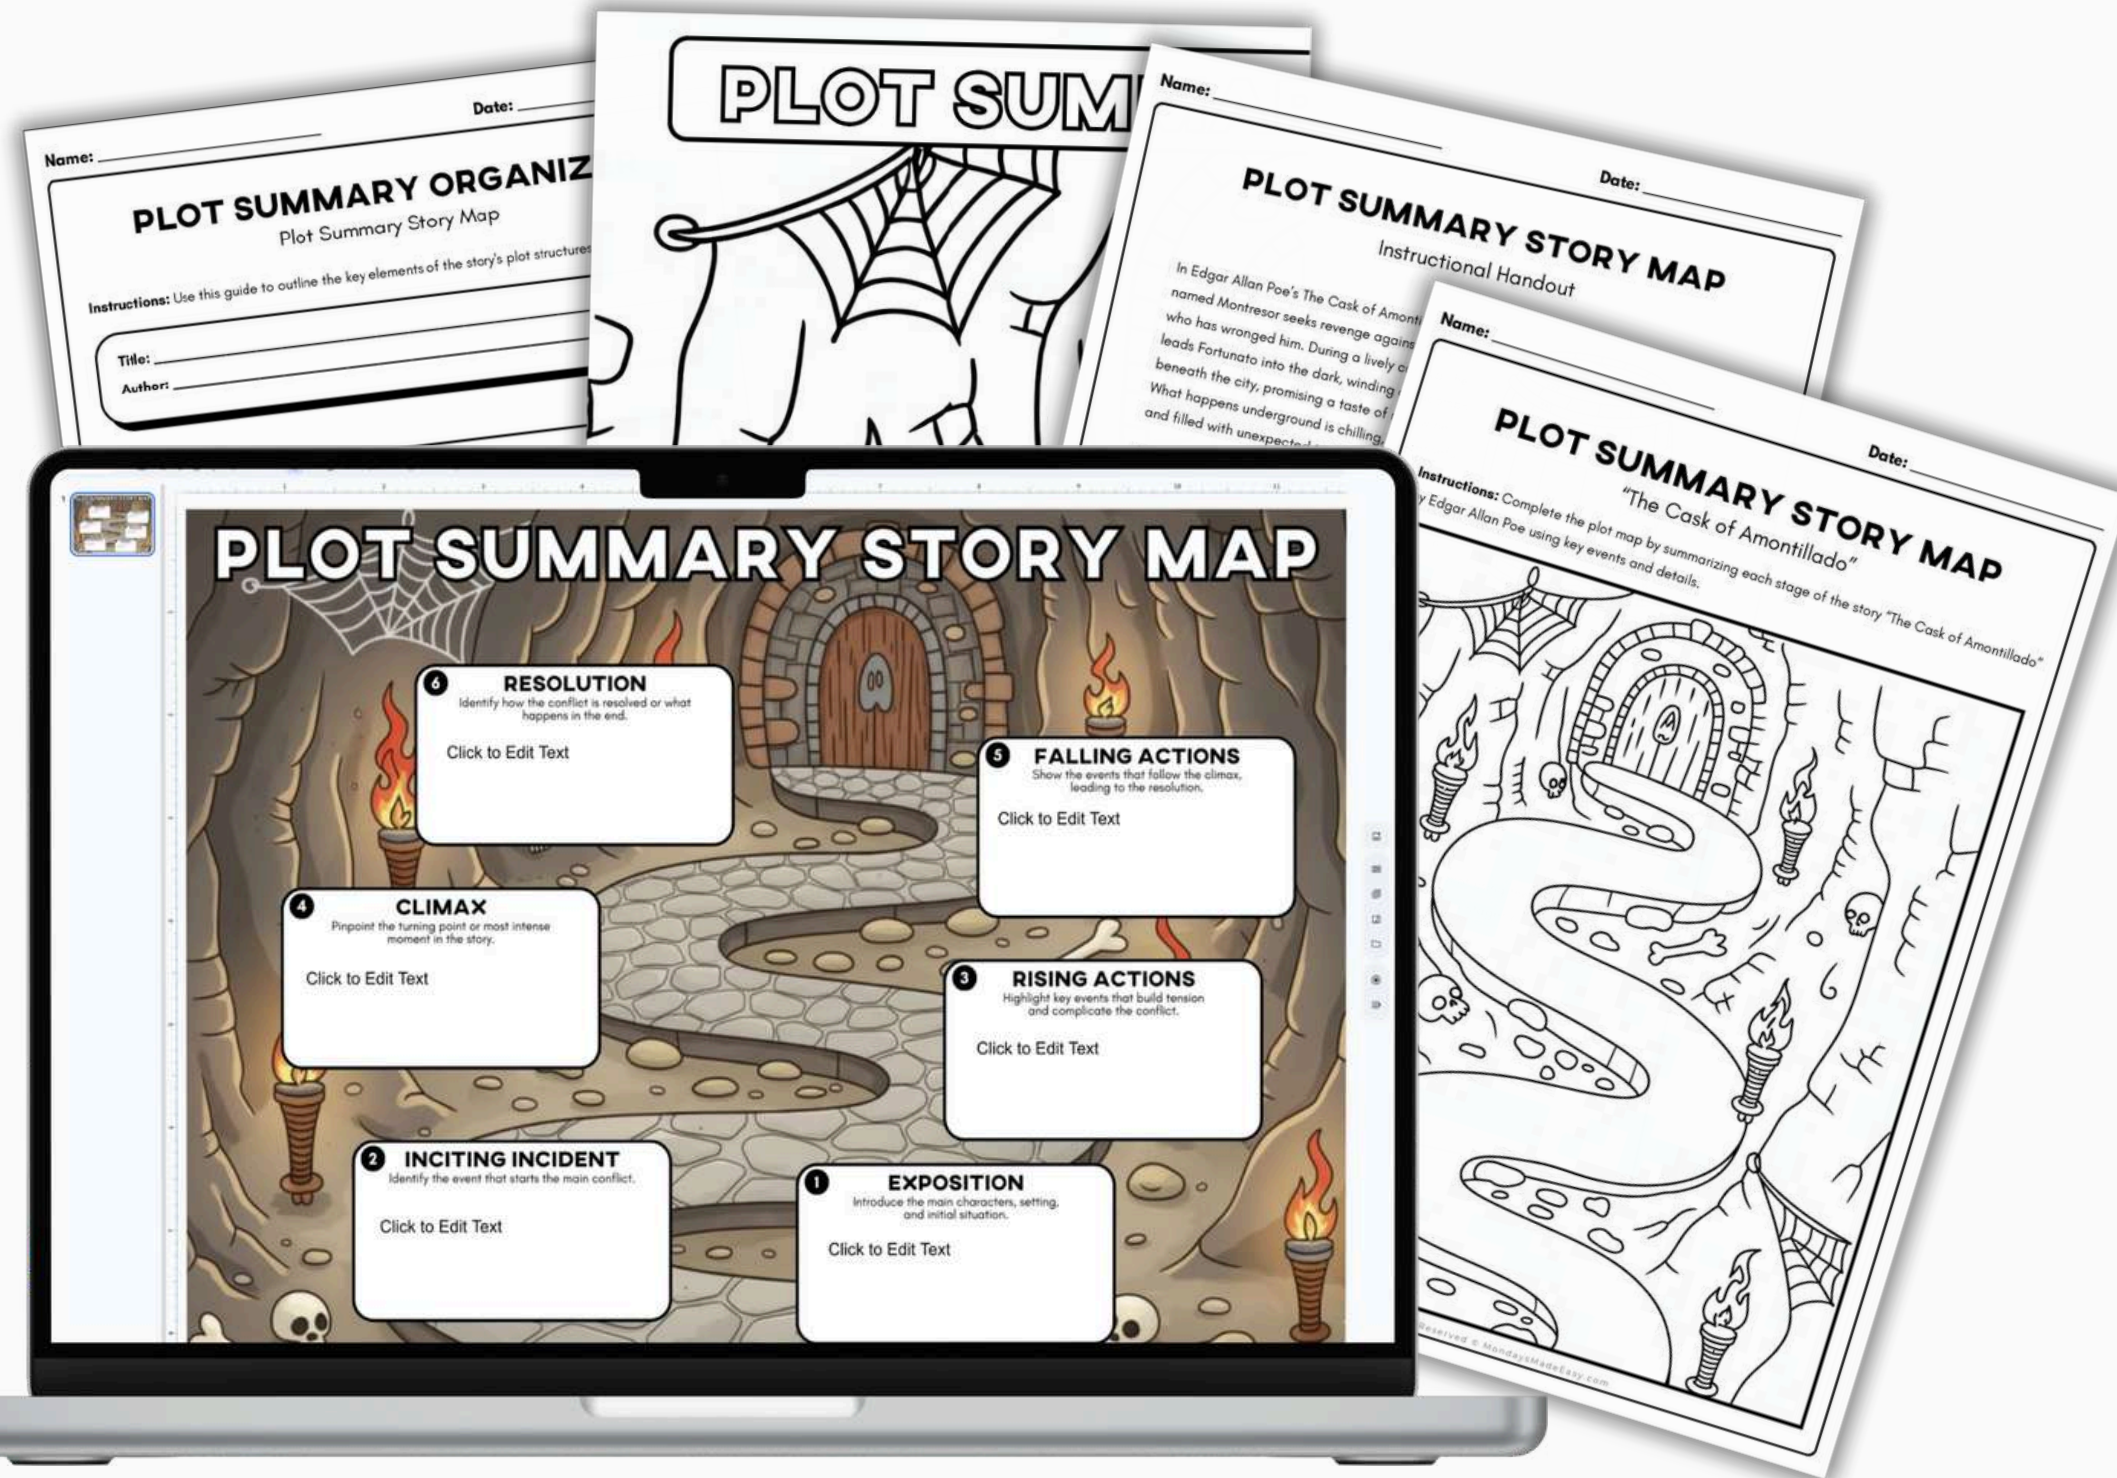 Name:
Date:
PLOT SUMMARY ORGANIZ
Plot Summary Story Map
Instructions: Use this guide to outline the key elements of the story's plot structures
Title:
Author:
PLOT SUM
Name:
Date:
PLOT SUMMARY STORY MAP
Instructional Handout
In Edgar Allan Poe's The Cask of Amonti
named Montresor seeks revenge agains
who has wronged him. During a lively c
leads Fortunato into the dark, winding
beneath the city, promising a taste of
What happens underground is chilling,
and filled with unexpected
Name:
Date:
PLOT SUMMARY STORY MAP
"The Cask of Amontillado"
Instructions: Complete the plot map by summarizing each stage of the story "The Cask of Amontillado"
y Edgar Allan Poe using key events and details.
Reserved © MondaysMadeEasy.com
PLOT SUMMARY STORY MAP
6 RESOLUTION
Identify how the conflict is resolved or what
happens in the end.
Click to Edit Text
5 FALLING ACTIONS
Show the events that follow the climax,
leading to the resolution.
Click to Edit Text
4 CLIMAX
Pinpoint the turning point or most intense
moment in the story.
Click to Edit Text
3 RISING ACTIONS
Highlight key events that build tension
and complicate the conflict.
Click to Edit Text
2 INCITING INCIDENT
Identify the event that starts the main conflict.
Click to Edit Text
1 EXPOSITION
Introduce the main characters, setting,
and initial situation.
Click to Edit Text